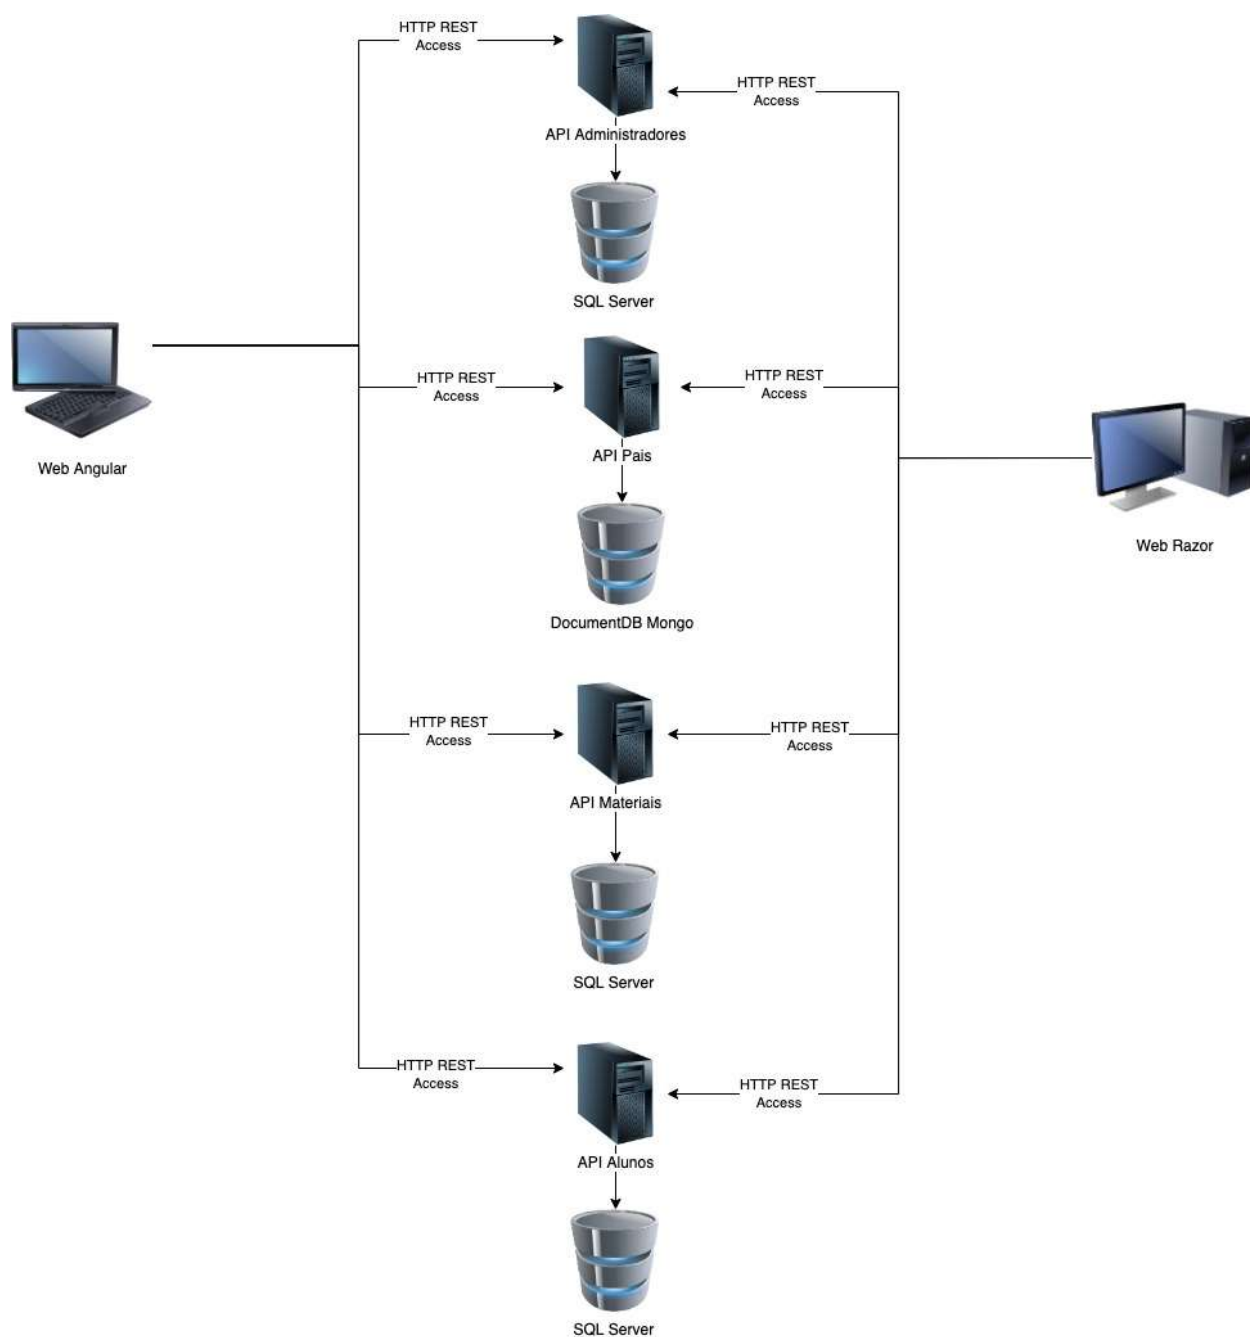 HTTP REST
Access
HTTP REST
Access
API Administradores
SQL Server
HTTP REST
Access
HTTP REST
Access
API Pais
Web Angular
Web Razor
DocumentDB Mongo
HTTP REST
Access
HTTP REST
Access
API Materiais
SQL Server
HTTP REST
Access
HTTP REST
Access
API Alunos
SQL Server